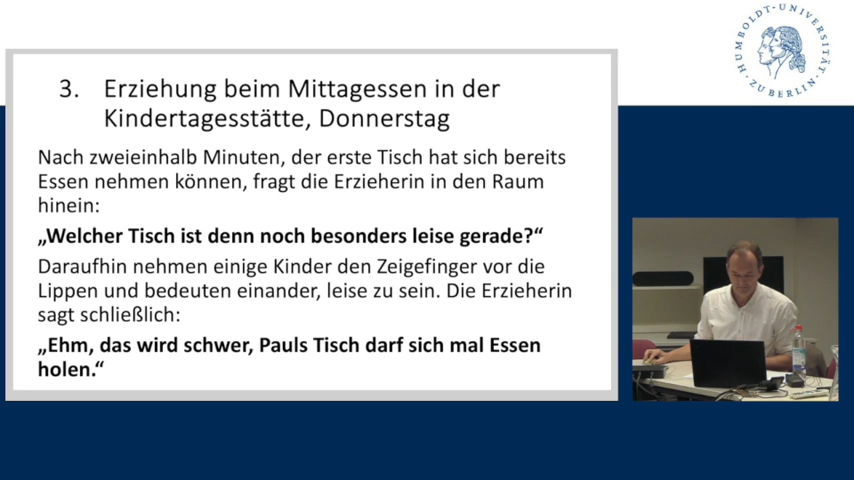 HUMBOLDT-UNIVERSITÄT
ZU BERLIN
3. Erziehung beim Mittagessen in der
Kindertagesstätte, Donnerstag
Nach zweieinhalb Minuten, der erste Tisch hat sich bereits
Essen nehmen können, fragt die Erzieherin in den Raum
hinein:
„Welcher Tisch ist denn noch besonders leise gerade?“
Daraufhin nehmen einige Kinder den Zeigefinger vor die
Lippen und bedeuten einander, leise zu sein. Die Erzieherin
sagt schließlich:
„Ehm, das wird schwer, Pauls Tisch darf sich mal Essen
holen.“